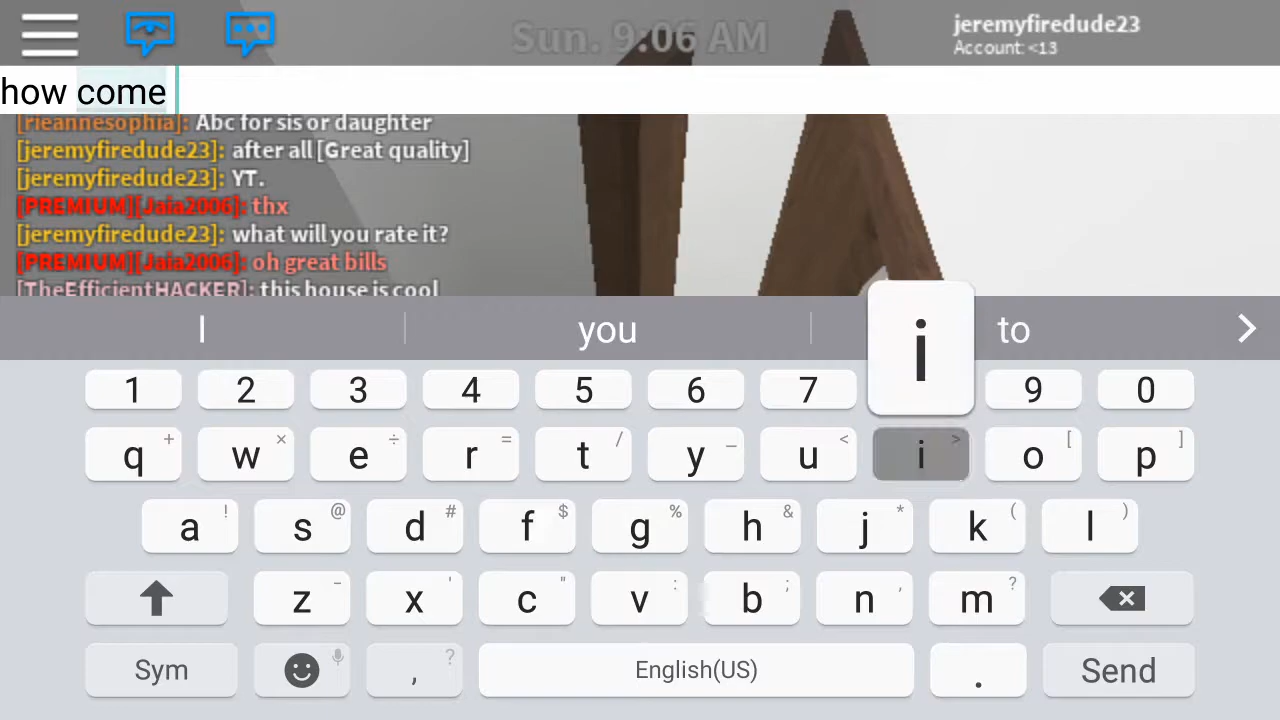 Sun. 9:06 AM
jeremyfiredude23
Account: <13
how come
[rieannesophia]: Abc for sis or daughter
[jeremyfiredude23]: after all [Great quality]
[jeremyfiredude23]: YT.
[PREMIUM][Jaia2006]: thx
[jeremyfiredude23]: what will you rate it?
[PREMIUM][Jaia2006]: oh great bills
[TheEfficientHACKER]: this house is cool
I you to
i
1 2 3 4 5 6 7 9 0
q + w × e ÷ r = t / y _ u < i > o [ p ]
a ! s @ d # f $ g % h & j * k ( l )
z - x ' c " v : b ; n , m ?
Sym , ? English(US) . Send